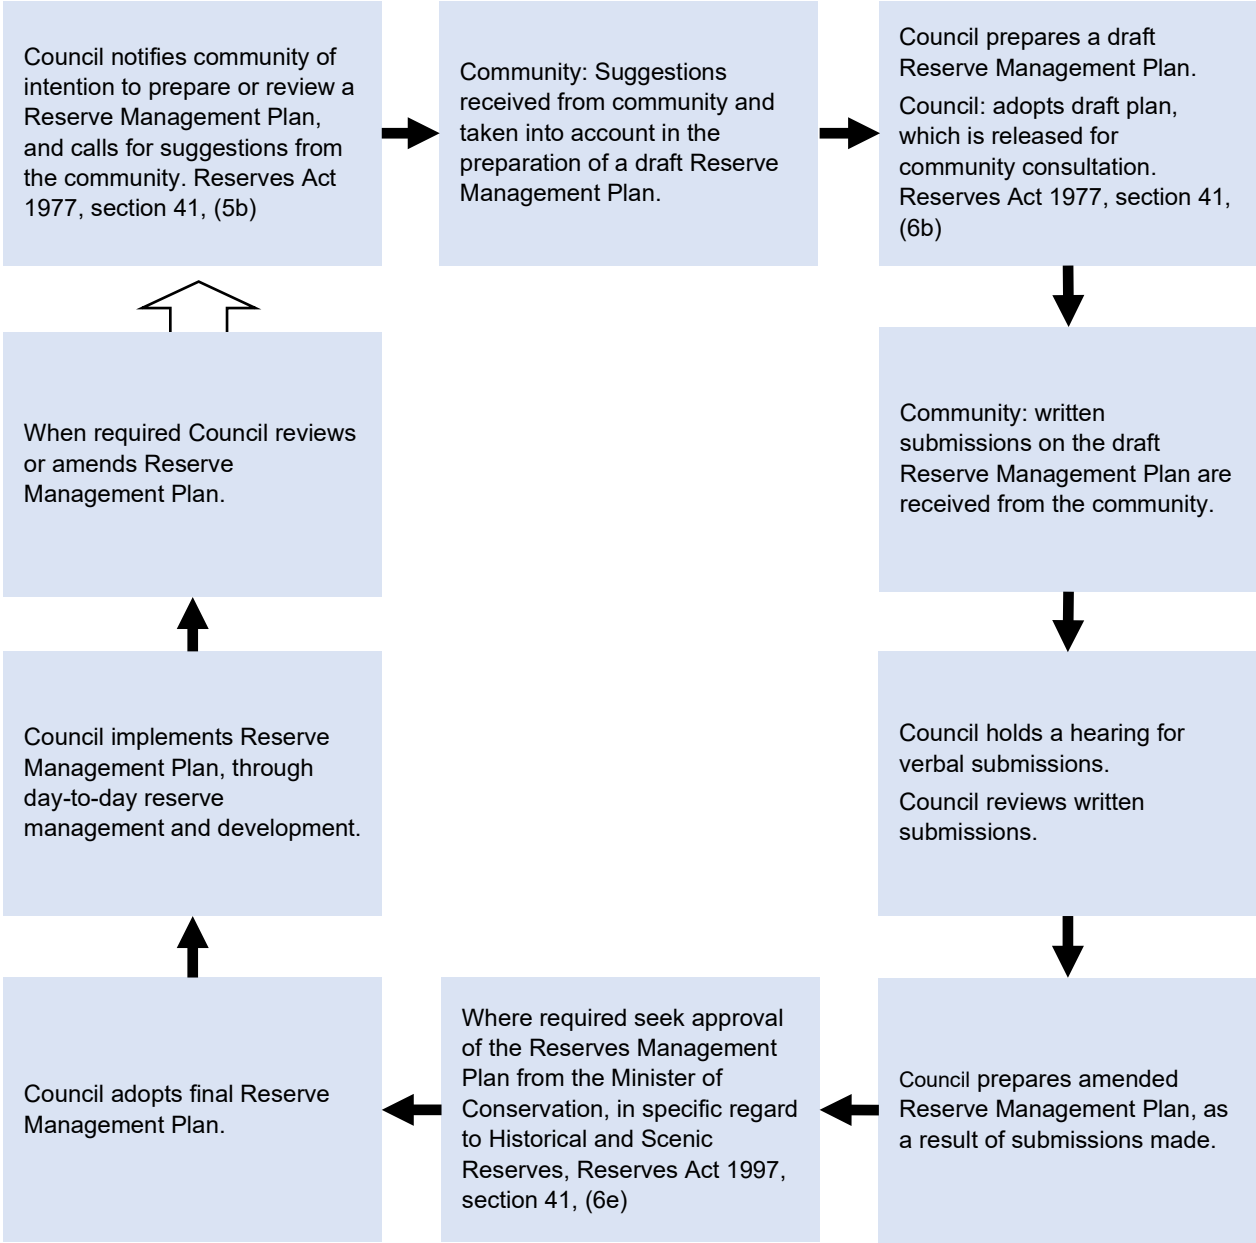 Council notifies community of
intention to prepare or review a
Reserve Management Plan,
and calls for suggestions from
the community. Reserves Act
1977, section 41, (5b)
Community: Suggestions
received from community and
taken into account in the
preparation of a draft Reserve
Management Plan.
Council prepares a draft
Reserve Management Plan.
Council: adopts draft plan,
which is released for
community consultation.
Reserves Act 1977, section 41,
(6b)
Community: written
submissions on the draft
Reserve Management Plan are
received from the community.
Council holds a hearing for
verbal submissions.
Council reviews written
submissions.
Council prepares amended
Reserve Management Plan, as
a result of submissions made.
Where required seek approval
of the Reserves Management
Plan from the Minister of
Conservation, in specific regard
to Historical and Scenic
Reserves, Reserves Act 1997,
section 41, (6e)
Council adopts final Reserve
Management Plan.
Council implements Reserve
Management Plan, through
day-to-day reserve
management and development.
When required Council reviews
or amends Reserve
Management Plan.